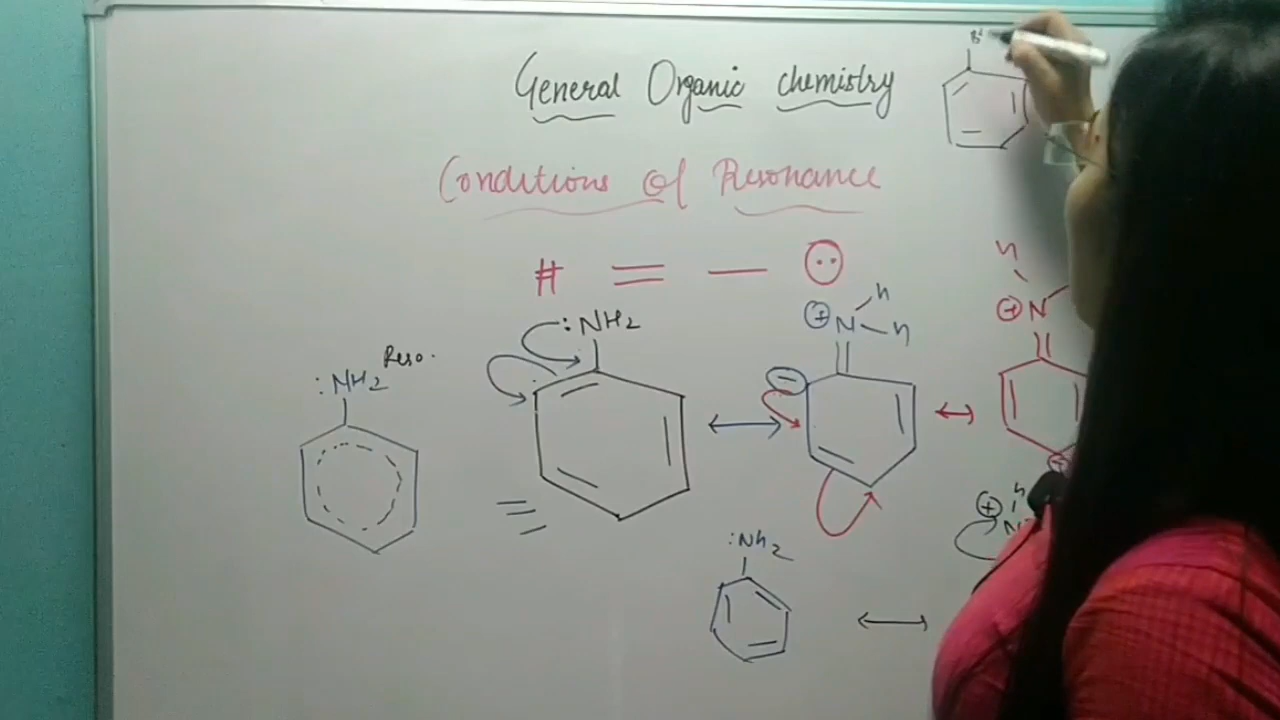 General Organic chemistry
Conditions Of Resonance
# = — :
:NH2
⊕ N H
H
H
⊕ N
:NH2 Reso.
⊖
⊕ H
N
:NH2